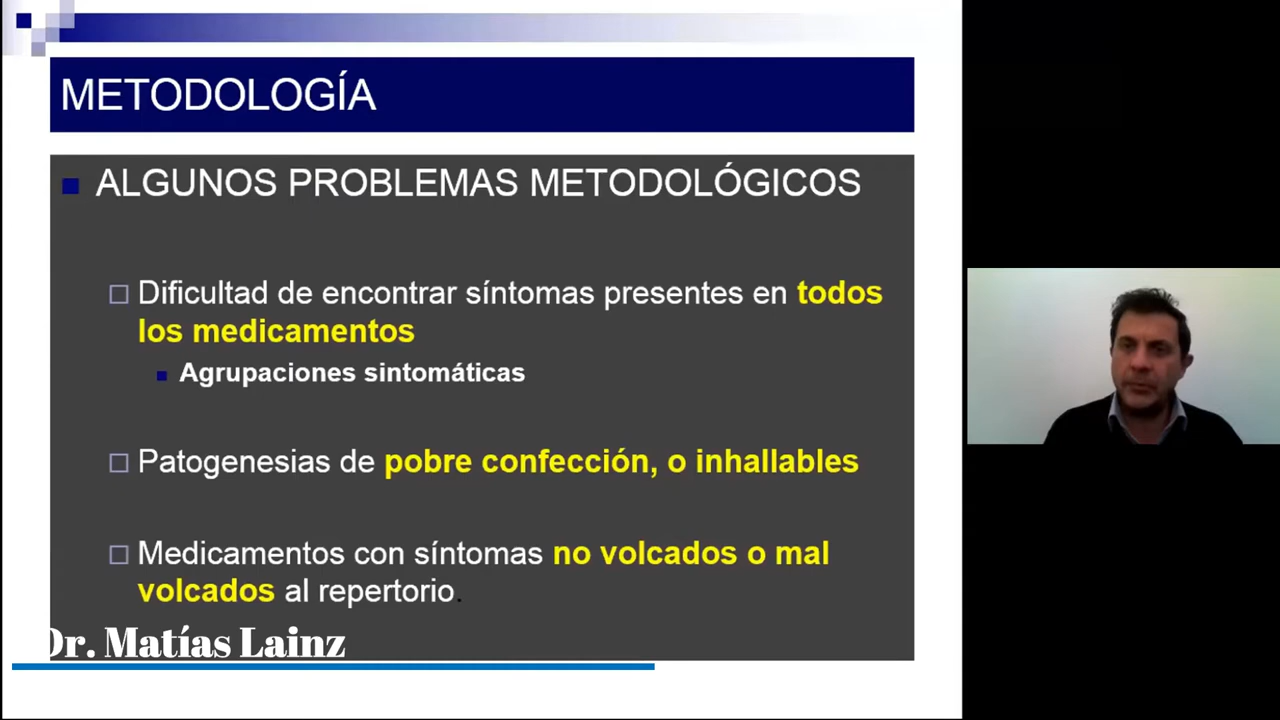 METODOLOGÍA
ALGUNOS PROBLEMAS METODOLÓGICOS
Dificultad de encontrar síntomas presentes en todos
los medicamentos
Agrupaciones sintomáticas
Patogenesias de pobre confección, o inhallables
Medicamentos con síntomas no volcados o mal
volcados al repertorio.
Dr. Matías Lainz